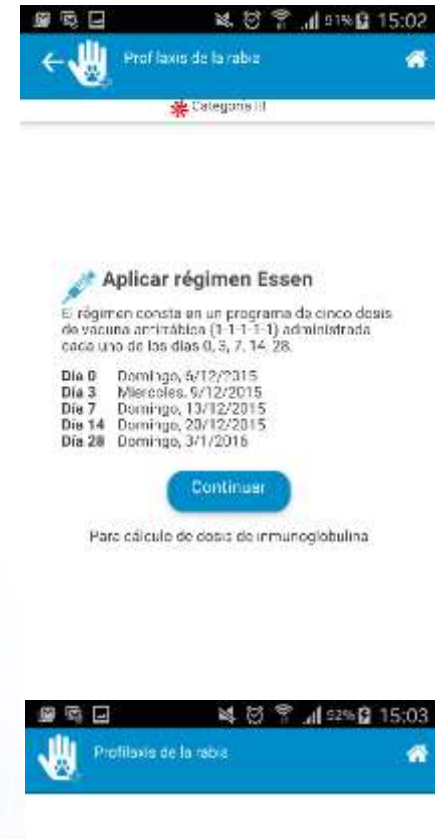 91% 15:02
Profilaxis de la rabia
Categoría III
Aplicar régimen Essen
El régimen consta en un programa de cinco dosis
de vacuna antirrábica (1-1-1-1-1) administrada
cada uno de los días 0, 3, 7, 14, 28.
Día 0 Domingo, 6/12/2015
Día 3 Miercoles, 9/12/2015
Día 7 Domingo, 13/12/2015
Día 14 Domingo, 20/12/2015
Día 28 Domingo, 3/1/2016
Continuar
Para cálculo de dosis de inmunoglobulina
92% 15:03
Profilaxis de la rabia